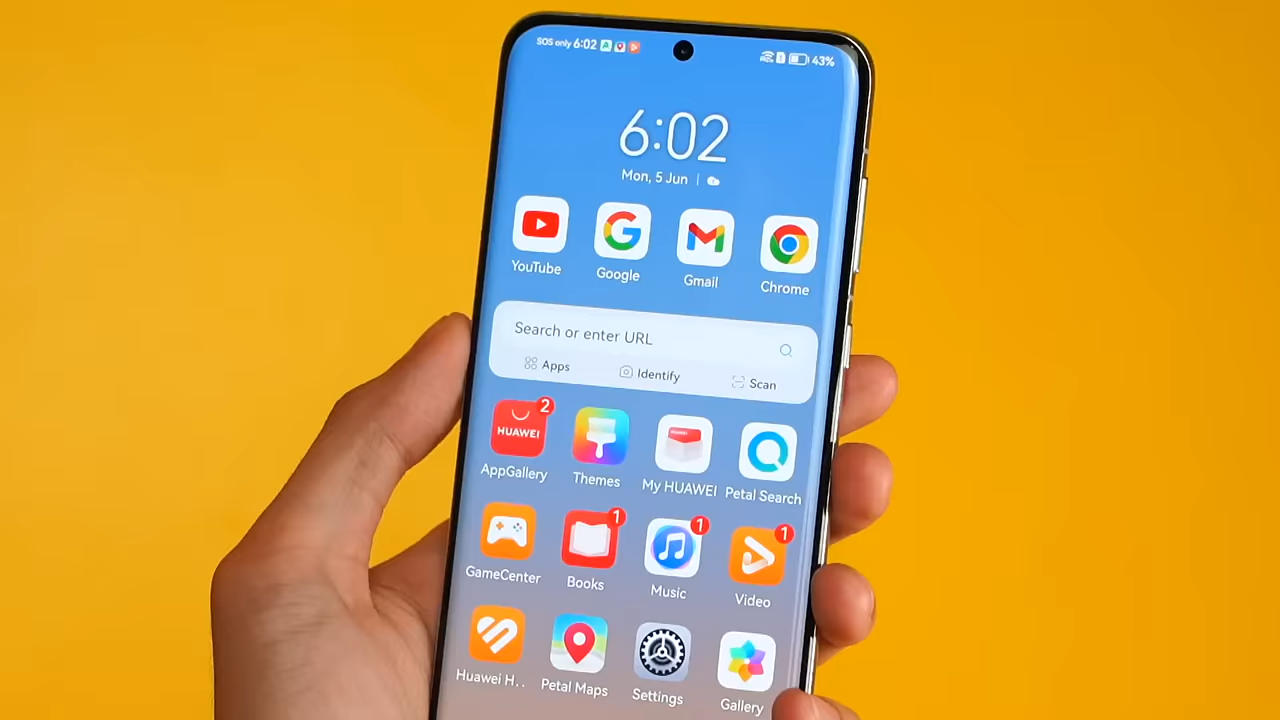 SOS only 6:02
43%
6:02
Mon, 5 Jun
YouTube
Google
Gmail
Chrome
Search or enter URL
Apps
Identify
Scan
HUAWEI
2
AppGallery
Themes
My HUAWEI
Petal Search
GameCenter
1
Books
1
Music
1
Video
Huawei H..
Petal Maps
Settings
Gallery